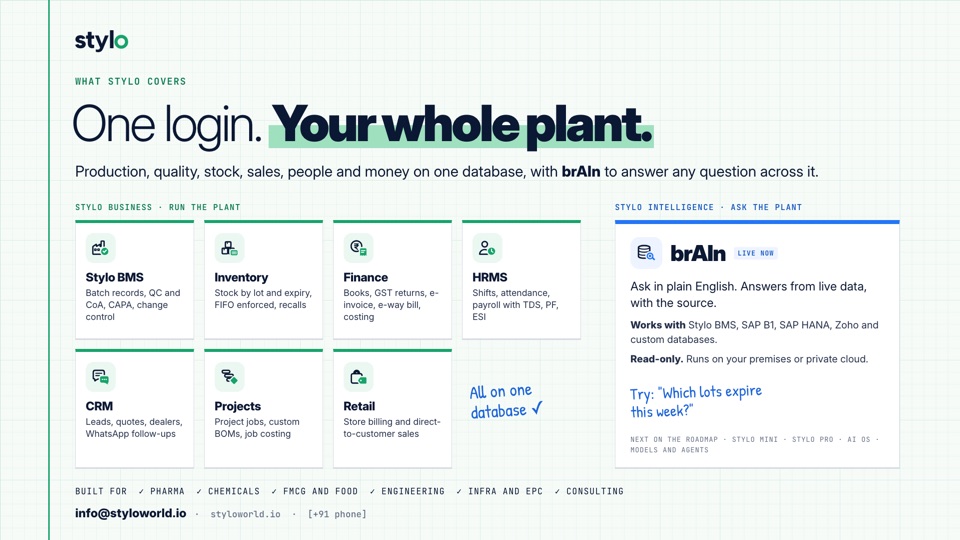 stylo
WHAT STYLO COVERS
One login. Your whole plant.
Production, quality, stock, sales, people and money on one database, with brAIn to answer any question across it.
STYLO BUSINESS · RUN THE PLANT
Stylo BMS
Batch records, QC and
CoA, CAPA, change
control
Inventory
Stock by lot and expiry,
FIFO enforced, recalls
Finance
Books, GST returns, e-
invoice, e-way bill,
costing
HRMS
Shifts, attendance,
payroll with TDS, PF,
ESI
CRM
Leads, quotes, dealers,
WhatsApp follow-ups
Projects
Project jobs, custom
BOMs, job costing
Retail
Store billing and direct-
to-customer sales
All on one
database ✓
STYLO INTELLIGENCE · ASK THE PLANT
brAIn LIVE NOW
Ask in plain English. Answers from live data,
with the source.
Works with Stylo BMS, SAP B1, SAP HANA, Zoho and
custom databases.
Read-only. Runs on your premises or private cloud.
Try: "Which lots expire
this week?"
NEXT ON THE ROADMAP · STYLO MINI · STYLO PRO · AI OS ·
MODELS AND AGENTS
BUILT FOR ✓ PHARMA ✓ CHEMICALS ✓ FMCG AND FOOD ✓ ENGINEERING ✓ INFRA AND EPC ✓ CONSULTING
info@styloworld.io · styloworld.io · [+91 phone]